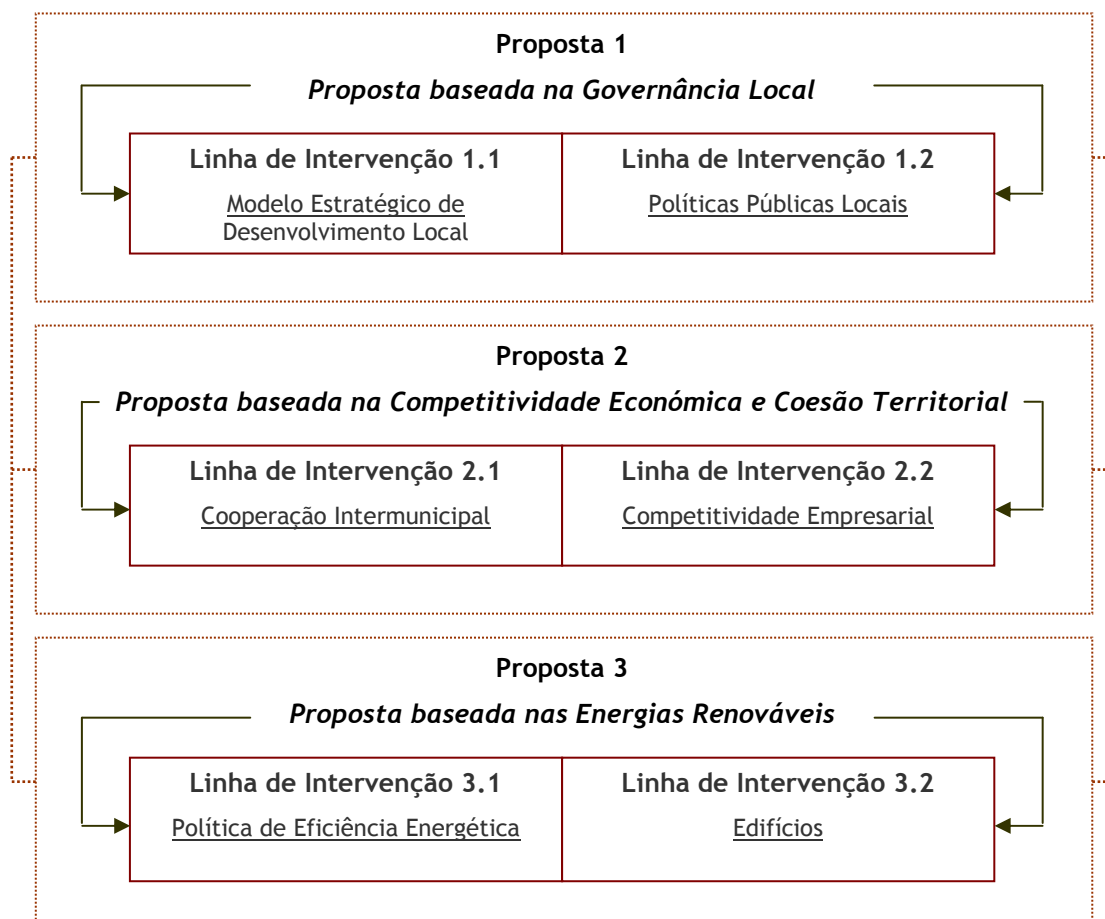 Proposta 1
Proposta baseada na Governância Local
Linha de Intervenção 1.1
Modelo Estratégico de
Desenvolvimento Local
Linha de Intervenção 1.2
Políticas Públicas Locais
Proposta 2
Proposta baseada na Competitividade Económica e Coesão Territorial
Linha de Intervenção 2.1
Cooperação Intermunicipal
Linha de Intervenção 2.2
Competitividade Empresarial
Proposta 3
Proposta baseada nas Energias Renováveis
Linha de Intervenção 3.1
Política de Eficiência Energética
Linha de Intervenção 3.2
Edifícios